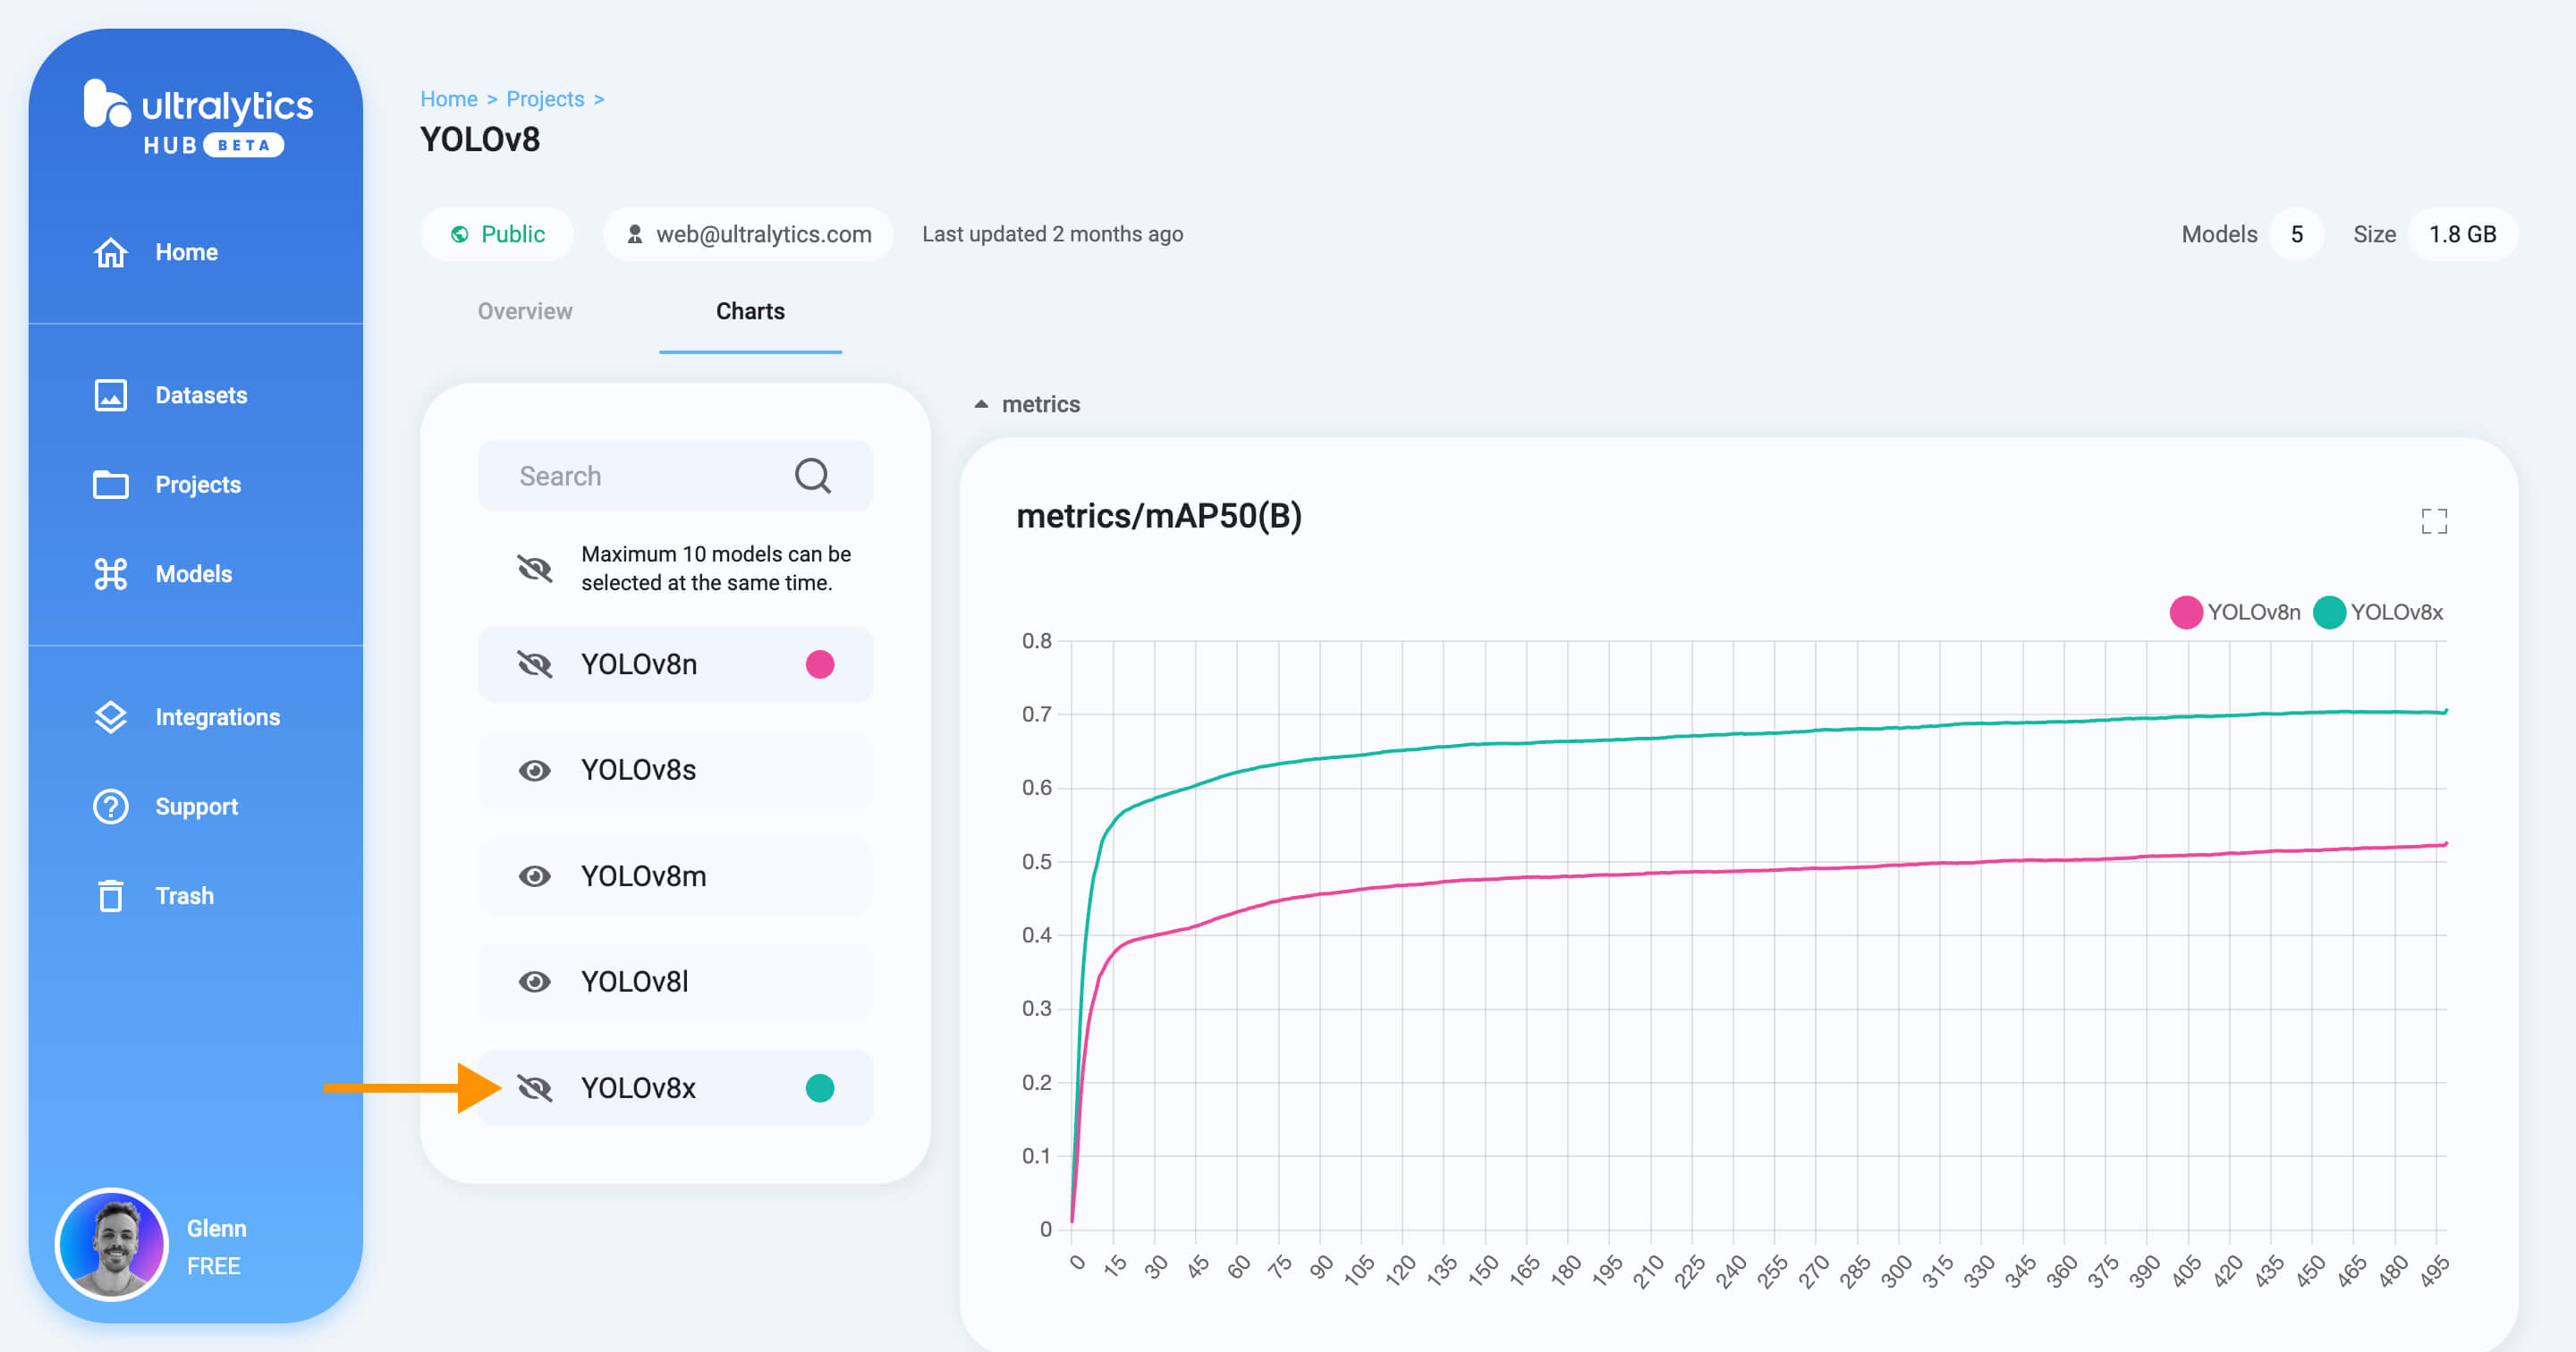 ultralytics
HUB BETA
Home
Datasets
Projects
Models
Integrations
Support
Trash
Glenn
FREE
Home > Projects >
YOLOv8
Public
web@ultralytics.com
Last updated 2 months ago
Models 5 Size 1.8 GB
Overview
Charts
Search
Maximum 10 models can be
selected at the same time.
YOLOv8n
YOLOv8s
YOLOv8m
YOLOv8l
YOLOv8x
metrics
metrics/mAP50(B)
YOLOv8n YOLOv8x
0.8
0.7
0.6
0.5
0.4
0.3
0.2
0.1
0
0 15 30 45 60 75 90 105 120 135 150 165 180 195 210 225 240 255 270 285 300 315 330 345 360 375 390 405 420 435 450 465 480 495